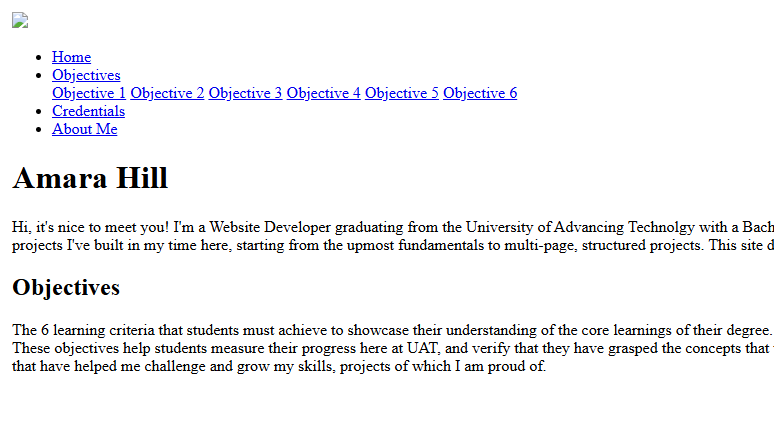 Home
Objectives
Objective 1 Objective 2 Objective 3 Objective 4 Objective 5 Objective 6
Credentials
About Me
Amara Hill
Hi, it's nice to meet you! I'm a Website Developer graduating from the University of Advancing Technolgy with a Bach
projects I've built in my time here, starting from the upmost fundamentals to multi-page, structured projects. This site d
Objectives
The 6 learning criteria that students must achieve to showcase their understanding of the core learnings of their degree.
These objectives help students measure their progress here at UAT, and verify that they have grasped the concepts that
that have helped me challenge and grow my skills, projects of which I am proud of.